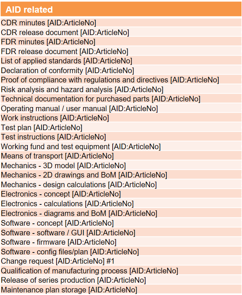 AID related
CDR minutes [AID:ArticleNo]
CDR release document [AID:ArticleNo]
FDR minutes [AID:ArticleNo]
FDR release document [AID:ArticleNo]
List of applied standards [AID:ArticleNo]
Declaration of conformity [AID:ArticleNo]
Proof of compliance with regulations and directives [AID:ArticleNo]
Risk analysis and hazard analysis [AID:ArticleNo]
Technical documentation for purchased parts [AID:ArticleNo]
Operating manual / user manual [AID:ArticleNo]
Work instructions [AID:ArticleNo]
Test plan [AID:ArticleNo]
Test instructions [AID:ArticleNo]
Working fund and test equipment [AID:ArticleNo]
Means of transport [AID:ArticleNo]
Mechanics - 3D model [AID:ArticleNo]
Mechanics - 2D drawings and BoM [AID:ArticleNo]
Mechanics - design calculations [AID:ArticleNo]
Electronics - concept [AID:ArticleNo]
Electronics - calculations [AID:ArticleNo]
Electronics - diagrams and BoM [AID:ArticleNo]
Software - concept [AID:ArticleNo]
Software - software / GUI [AID:ArticleNo]
Software - firmware [AID:ArticleNo]
Software - config files/plan [AID:ArticleNo]
Change request [AID:ArticleNo] #1
Qualification of manufacturing process [AID:ArticleNo]
Release of series production [AID:ArticleNo]
Maintenance plan storage [AID:ArticleNo]